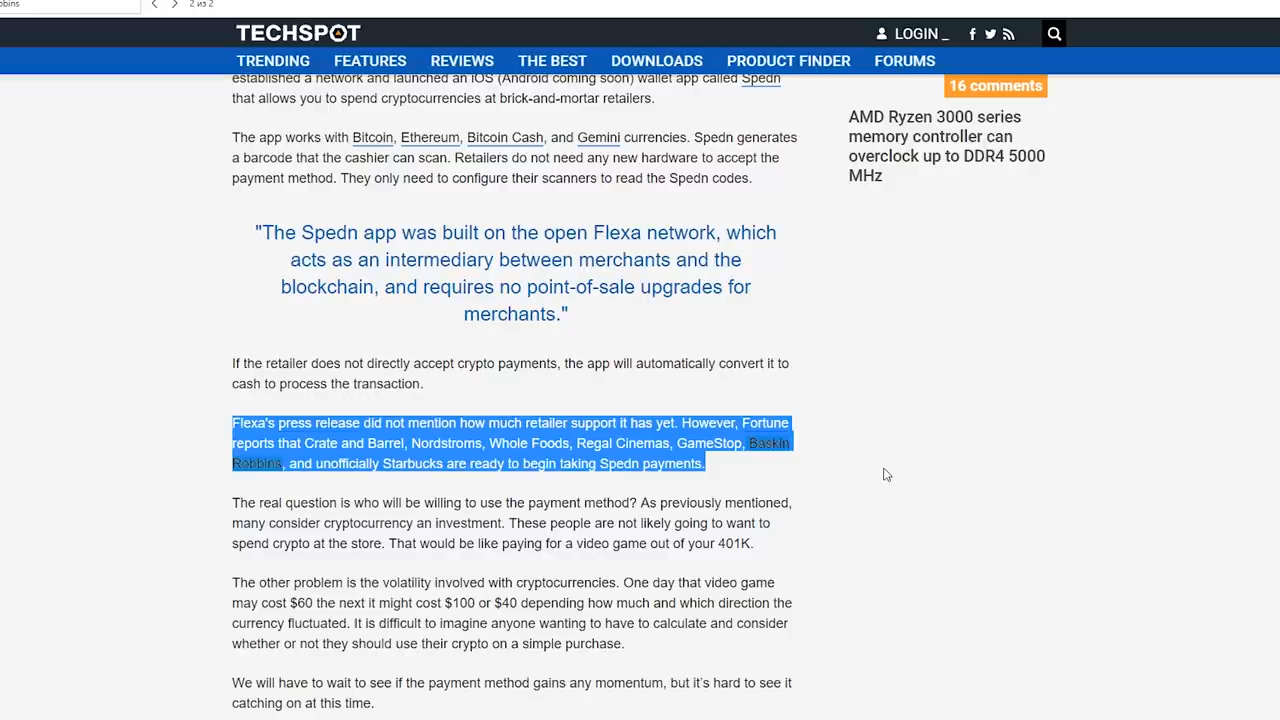 obbins
2 из 2
TECHSPOT
LOGIN _
TRENDING FEATURES REVIEWS THE BEST DOWNLOADS PRODUCT FINDER FORUMS
established a network and launched an iOS (Android coming soon) wallet app called Spedn
that allows you to spend cryptocurrencies at brick-and-mortar retailers.
The app works with Bitcoin, Ethereum, Bitcoin Cash, and Gemini currencies. Spedn generates
a barcode that the cashier can scan. Retailers do not need any new hardware to accept the
payment method. They only need to configure their scanners to read the Spedn codes.
"The Spedn app was built on the open Flexa network, which
acts as an intermediary between merchants and the
blockchain, and requires no point-of-sale upgrades for
merchants."
If the retailer does not directly accept crypto payments, the app will automatically convert it to
cash to process the transaction.
Flexa's press release did not mention how much retailer support it has yet. However, Fortune
reports that Crate and Barrel, Nordstroms, Whole Foods, Regal Cinemas, GameStop, Baskin
Robbins, and unofficially Starbucks are ready to begin taking Spedn payments.
The real question is who will be willing to use the payment method? As previously mentioned,
many consider cryptocurrency an investment. These people are not likely going to want to
spend crypto at the store. That would be like paying for a video game out of your 401K.
The other problem is the volatility involved with cryptocurrencies. One day that video game
may cost $60 the next it might cost $100 or $40 depending how much and which direction the
currency fluctuated. It is difficult to imagine anyone wanting to have to calculate and consider
whether or not they should use their crypto on a simple purchase.
We will have to wait to see if the payment method gains any momentum, but it's hard to see it
catching on at this time.
16 comments
AMD Ryzen 3000 series
memory controller can
overclock up to DDR4 5000
MHz